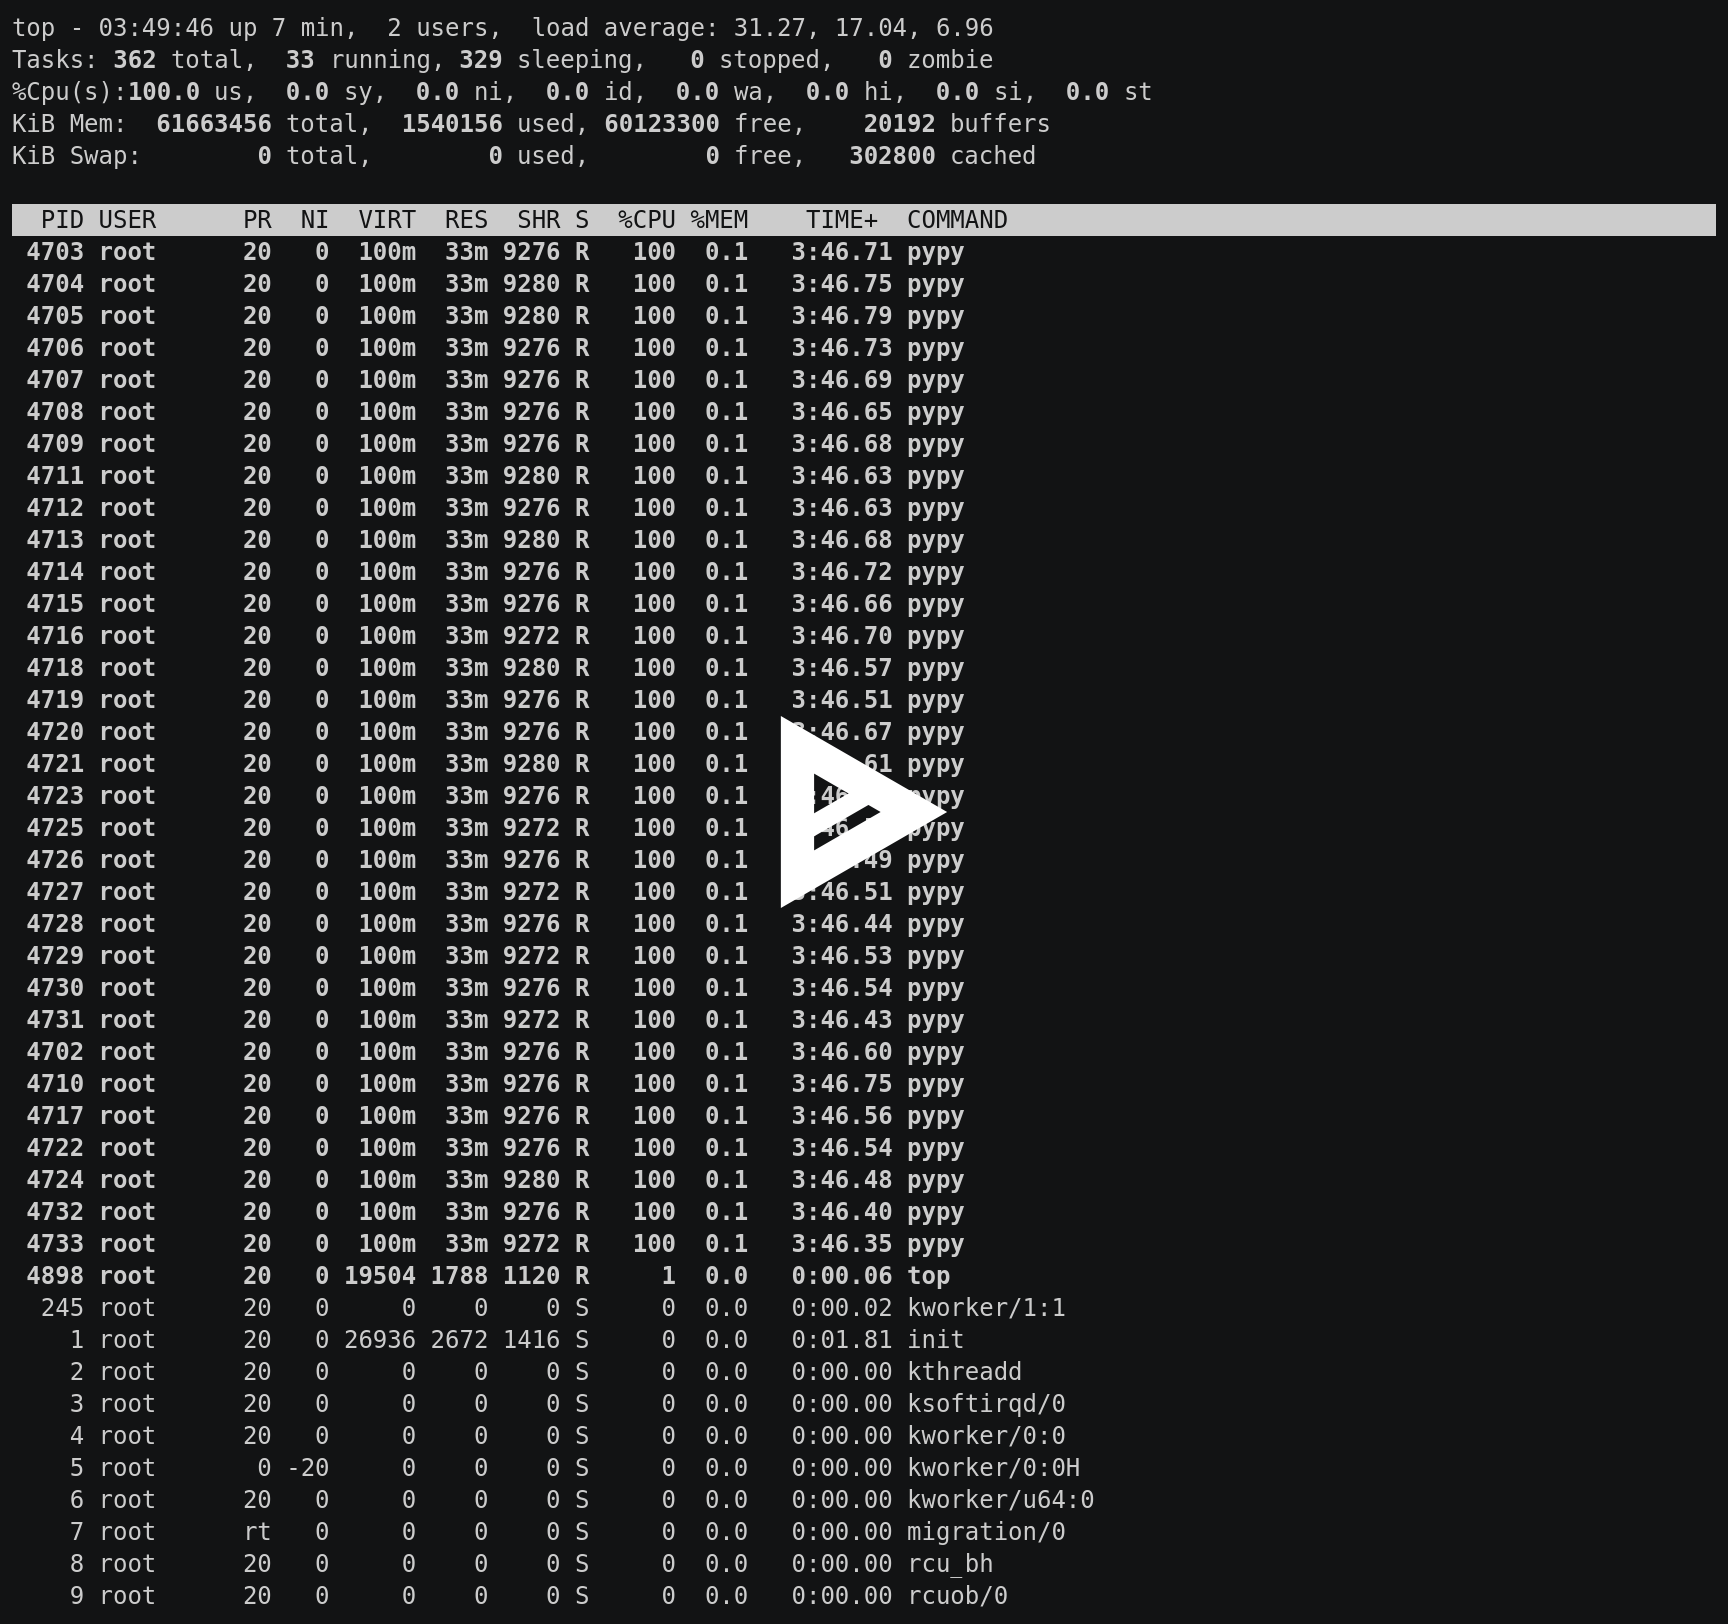 top - 03:49:46 up 7 min,  2 users,  load average: 31.27, 17.04, 6.96
Tasks: 362 total,  33 running, 329 sleeping,   0 stopped,   0 zombie
%Cpu(s):100.0 us,  0.0 sy,  0.0 ni,  0.0 id,  0.0 wa,  0.0 hi,  0.0 si,  0.0 st
KiB Mem:  61663456 total,  1540156 used, 60123300 free,    20192 buffers
KiB Swap:        0 total,        0 used,        0 free,   302800 cached
  PID USER      PR  NI  VIRT  RES  SHR S  %CPU %MEM    TIME+  COMMAND
 4703 root      20   0  100m  33m 9276 R   100  0.1   3:46.71 pypy
 4704 root      20   0  100m  33m 9280 R   100  0.1   3:46.75 pypy
 4705 root      20   0  100m  33m 9280 R   100  0.1   3:46.79 pypy
 4706 root      20   0  100m  33m 9276 R   100  0.1   3:46.73 pypy
 4707 root      20   0  100m  33m 9276 R   100  0.1   3:46.69 pypy
 4708 root      20   0  100m  33m 9276 R   100  0.1   3:46.65 pypy
 4709 root      20   0  100m  33m 9276 R   100  0.1   3:46.68 pypy
 4711 root      20   0  100m  33m 9280 R   100  0.1   3:46.63 pypy
 4712 root      20   0  100m  33m 9276 R   100  0.1   3:46.63 pypy
 4713 root      20   0  100m  33m 9280 R   100  0.1   3:46.68 pypy
 4714 root      20   0  100m  33m 9276 R   100  0.1   3:46.72 pypy
 4715 root      20   0  100m  33m 9276 R   100  0.1   3:46.66 pypy
 4716 root      20   0  100m  33m 9272 R   100  0.1   3:46.70 pypy
 4718 root      20   0  100m  33m 9280 R   100  0.1   3:46.57 pypy
 4719 root      20   0  100m  33m 9276 R   100  0.1   3:46.51 pypy
 4720 root      20   0  100m  33m 9276 R   100  0.1   3:46.67 pypy
 4721 root      20   0  100m  33m 9280 R   100  0.1 pypy
 4723 root      20   0  100m  33m 9276 R   100  0.1 pypy
 4725 root      20   0  100m  33m 9272 R   100  0.1 pypy
 4726 root      20   0  100m  33m 9276 R   100  0.1 pypy
 4727 root      20   0  100m  33m 9272 R   100  0.1   3:46.51 pypy
 4728 root      20   0  100m  33m 9276 R   100  0.1   3:46.44 pypy
 4729 root      20   0  100m  33m 9272 R   100  0.1   3:46.53 pypy
 4730 root      20   0  100m  33m 9276 R   100  0.1   3:46.54 pypy
 4731 root      20   0  100m  33m 9272 R   100  0.1   3:46.43 pypy
 4702 root      20   0  100m  33m 9276 R   100  0.1   3:46.60 pypy
 4710 root      20   0  100m  33m 9276 R   100  0.1   3:46.75 pypy
 4717 root      20   0  100m  33m 9276 R   100  0.1   3:46.56 pypy
 4722 root      20   0  100m  33m 9276 R   100  0.1   3:46.54 pypy
 4724 root      20   0  100m  33m 9280 R   100  0.1   3:46.48 pypy
 4732 root      20   0  100m  33m 9276 R   100  0.1   3:46.40 pypy
 4733 root      20   0  100m  33m 9272 R   100  0.1   3:46.35 pypy
 4898 root      20   0 19504 1788 1120 R     1  0.0   0:00.06 top
  245 root      20   0     0    0    0 S     0  0.0   0:00.02 kworker/1:1
    1 root      20   0 26936 2672 1416 S     0  0.0   0:01.81 init
    2 root      20   0     0    0    0 S     0  0.0   0:00.00 kthreadd
    3 root      20   0     0    0    0 S     0  0.0   0:00.00 ksoftirqd/0
    4 root      20   0     0    0    0 S     0  0.0   0:00.00 kworker/0:0
    5 root       0 -20     0    0    0 S     0  0.0   0:00.00 kworker/0:0H
    6 root      20   0     0    0    0 S     0  0.0   0:00.00 kworker/u64:0
    7 root      rt   0     0    0    0 S     0  0.0   0:00.00 migration/0
    8 root      20   0     0    0    0 S     0  0.0   0:00.00 rcu_bh
    9 root      20   0     0    0    0 S     0  0.0   0:00.00 rcuob/0